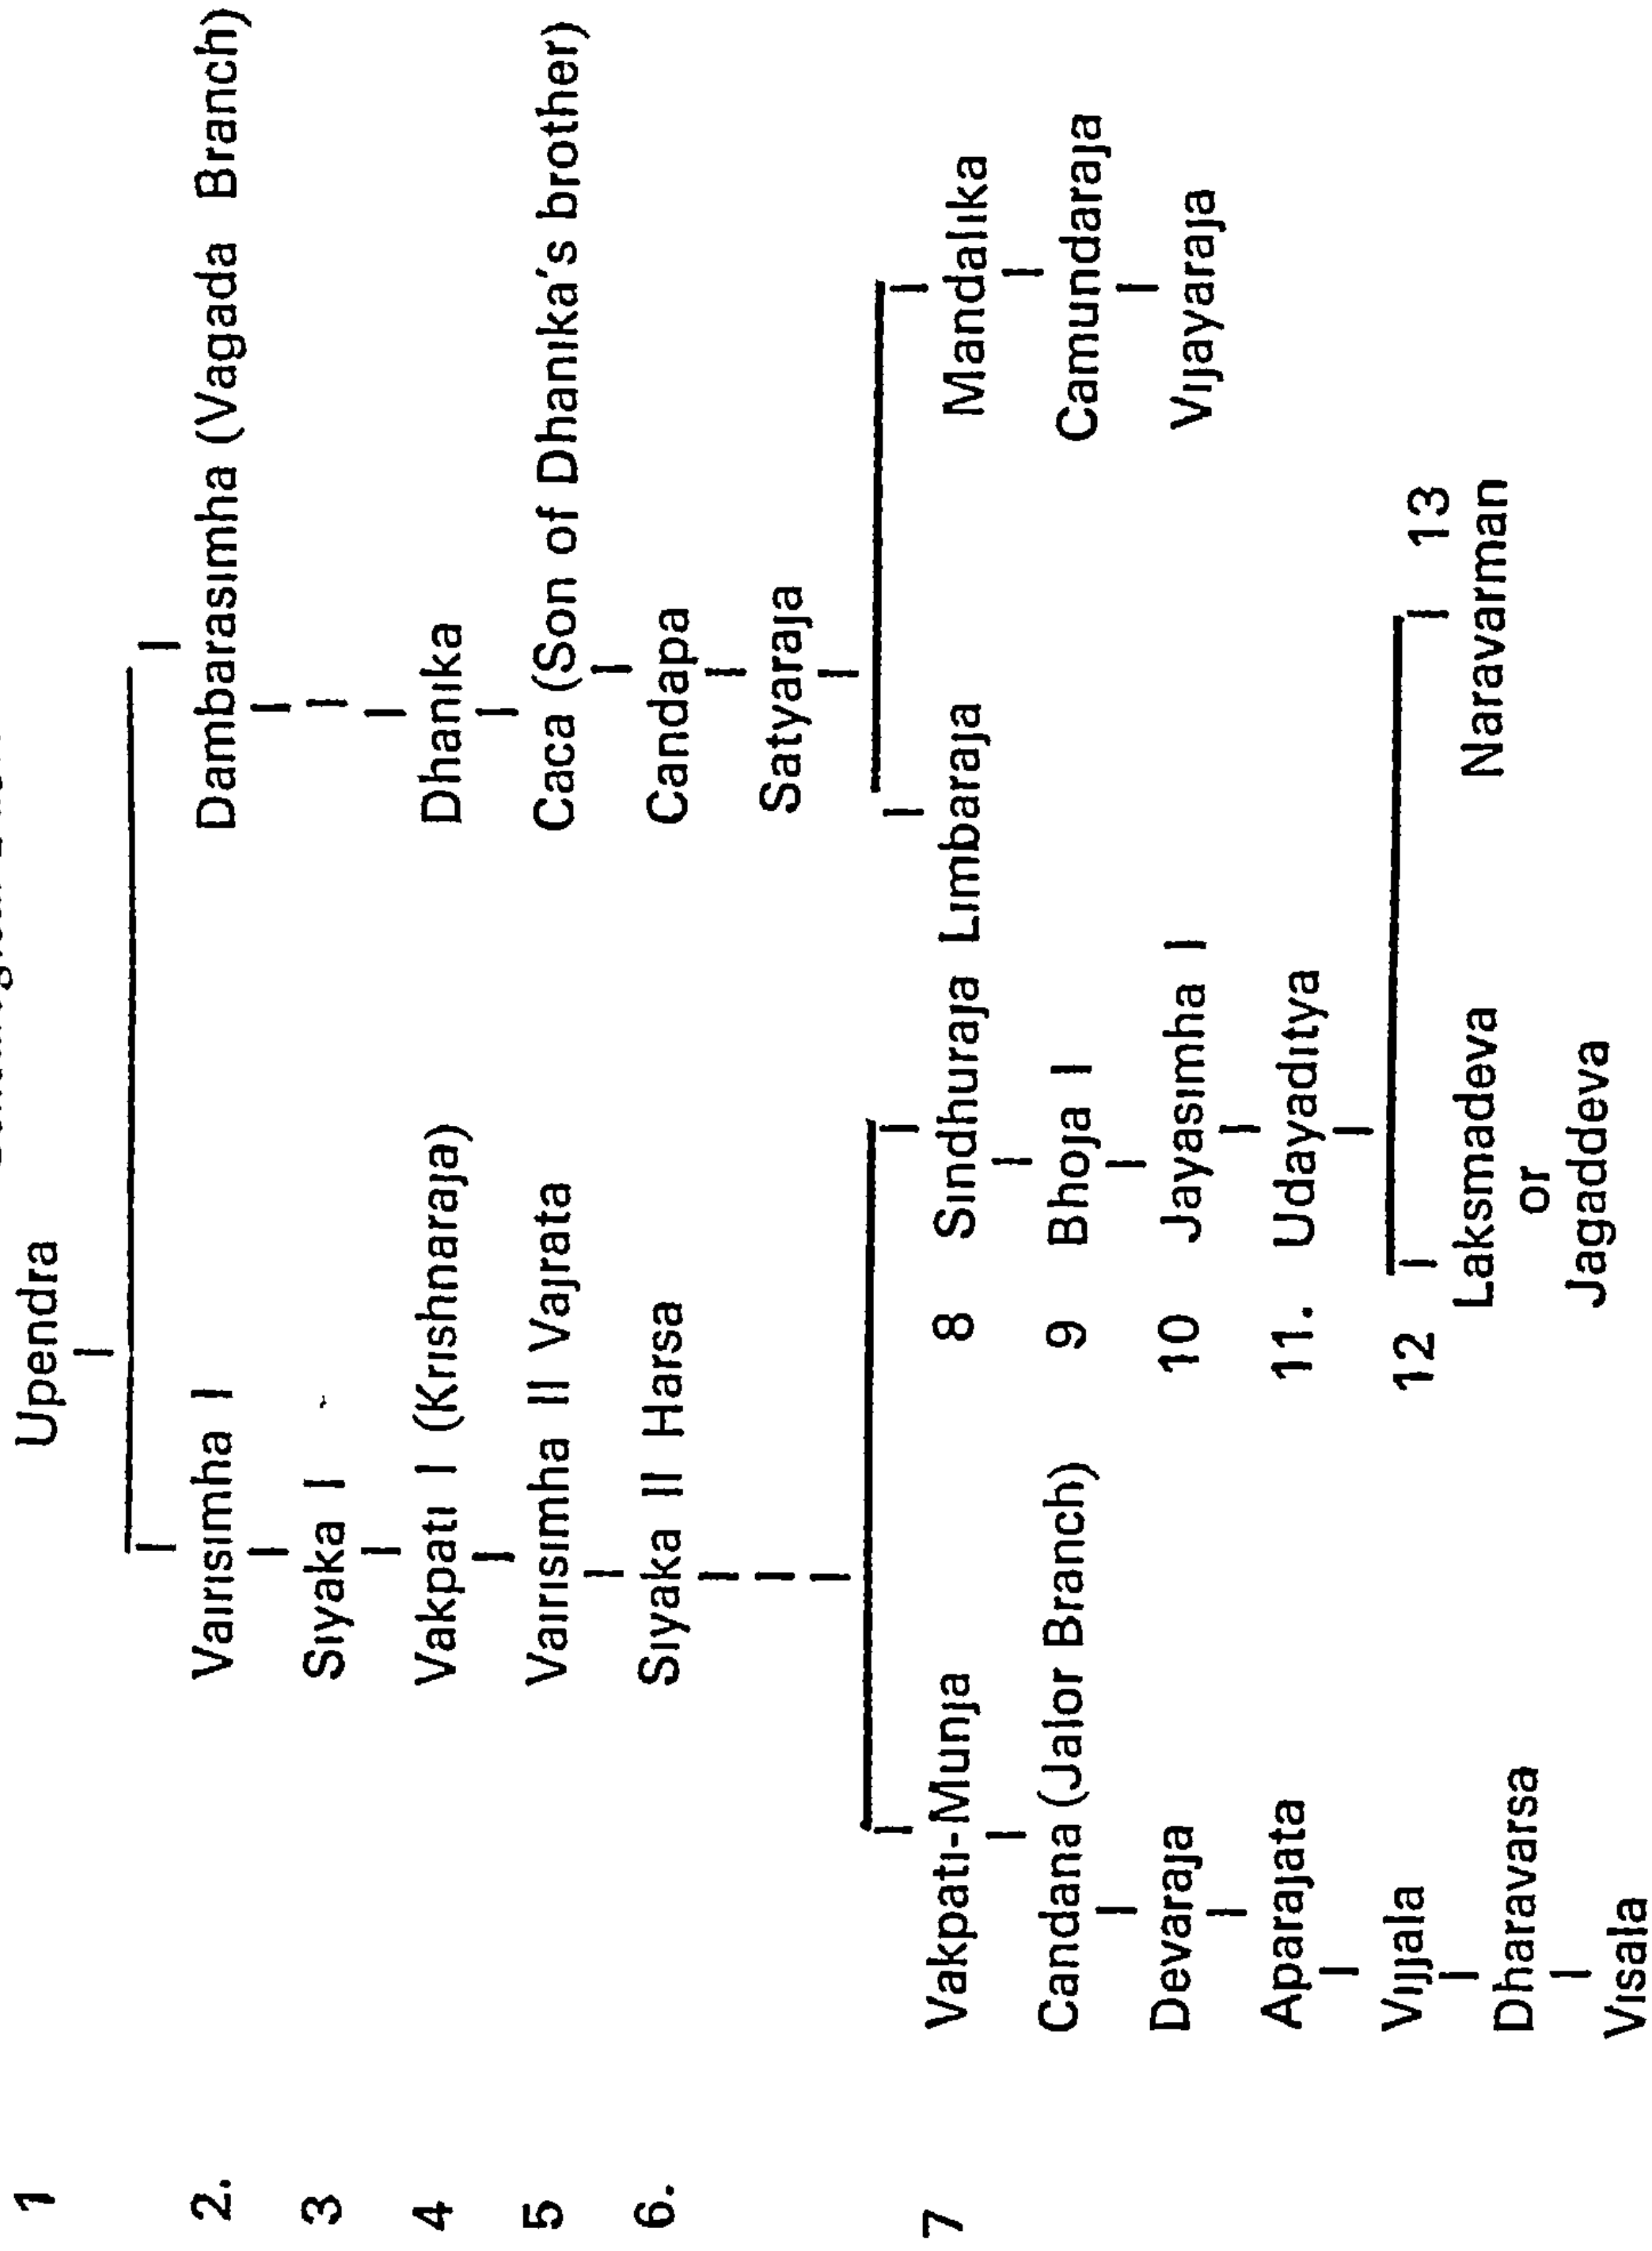 1 Upendra
2. Vairisimha I Dambarasimha (Vagada Branch)
3 Siyaka I
4 Vakpati I (Krishnaraja) Dhanika
5 Vairisimha II Vajrata Caca (Son of Dhanika's brother)
6. Siyaka II Harsa Candapa
Satyaraja
7 Vakpati-Munja 8 Sindhuraja Limbaraja Mandalika
Candana (Jalor Branch) 9 Bhoja I Camundaraja
Devaraja 10 Jayasimha I Vijayaraja
Aparajata 11. Udayaditya
Vijjala 12 13
Dharavarsa Laksmadeva Naravarman
or
Visala Jagaddeva